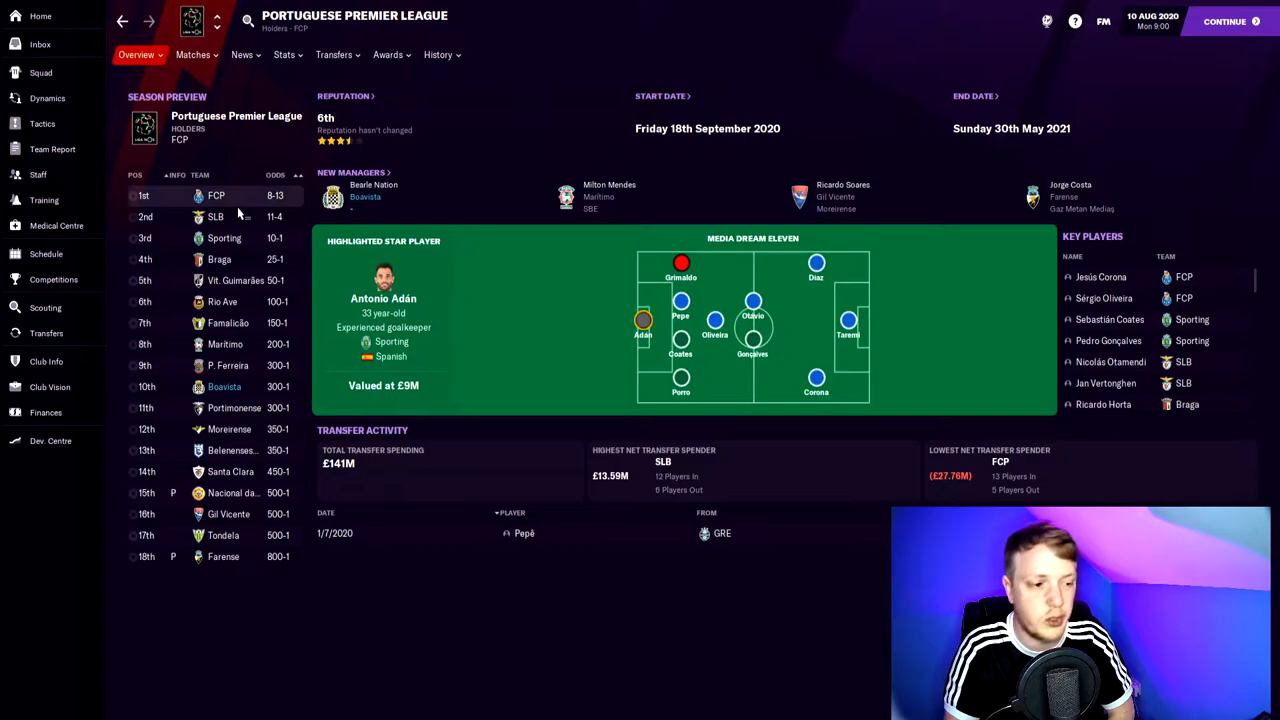 Home
PORTUGUESE PREMIER LEAGUE
Holders - FCP
10 AUG 2020
Mon 9:00
FM
CONTINUE
Inbox
Squad
Dynamics
Tactics
Team Report
Staff
Training
Medical Centre
Schedule
Competitions
Scouting
Transfers
Club Info
Club Vision
Finances
Dev. Centre
Overview Matches News Stats Transfers Awards History
SEASON PREVIEW
Portuguese Premier League
HOLDERS
FCP
POS INFO TEAM ODDS
1st FCP 8-13
2nd SLB 11-4
3rd Sporting 10-1
4th Braga 25-1
5th Vit. Guimarães 50-1
6th Rio Ave 100-1
7th Famalicão 150-1
8th Marítimo 200-1
9th P. Ferreira 300-1
10th Boavista 300-1
11th Portimonense 300-1
12th Moreirense 350-1
13th Belenenses... 350-1
14th Santa Clara 450-1
15th P Nacional da... 500-1
16th Gil Vicente 500-1
17th Tondela 500-1
18th P Farense 800-1
REPUTATION
6th
Reputation hasn't changed
START DATE
Friday 18th September 2020
END DATE
Sunday 30th May 2021
NEW MANAGERS
Bearle Nation
Boavista
-
Milton Mendes
Marítimo
SBE
Ricardo Soares
Gil Vicente
Moreirense
Jorge Costa
Farense
Gaz Metan Mediaș
HIGHLIGHTED STAR PLAYER
Antonio Adán
33 year-old
Experienced goalkeeper
Sporting
Spanish
Valued at £9M
MEDIA DREAM ELEVEN
Grimaldo
Díaz
Pepe
Otávio
Adán
Oliveira
Taremi
Coates
Gonçalves
Porro
Corona
KEY PLAYERS
NAME TEAM
Jesús Corona FCP
Sérgio Oliveira FCP
Sebastián Coates Sporting
Pedro Gonçalves Sporting
Nicolás Otamendi SLB
Jan Vertonghen SLB
Ricardo Horta Braga
TRANSFER ACTIVITY
TOTAL TRANSFER SPENDING
£141M
HIGHEST NET TRANSFER SPENDER
£13.59M
SLB
12 Players In
6 Players Out
LOWEST NET TRANSFER SPENDER
(£27.76M)
FCP
13 Players In
5 Players Out
DATE PLAYER FROM
1/7/2020 Pepê GRE